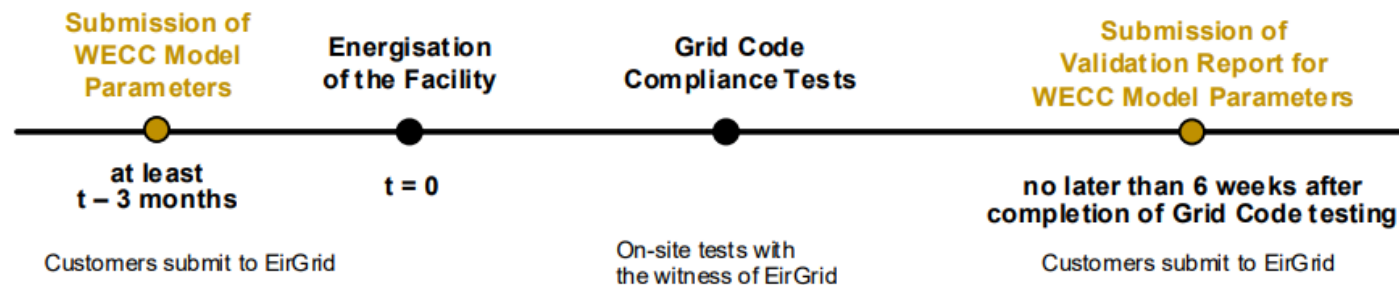 Submission of
WECC Model
Parameters
Energisation
of the Facility
Grid Code
Compliance Tests
Submission of
Validation Report for
WECC Model Parameters
at least
t – 3 months
t = 0
no later than 6 weeks after
completion of Grid Code testing
Customers submit to EirGrid
On-site tests with
the witness of EirGrid
Customers submit to EirGrid